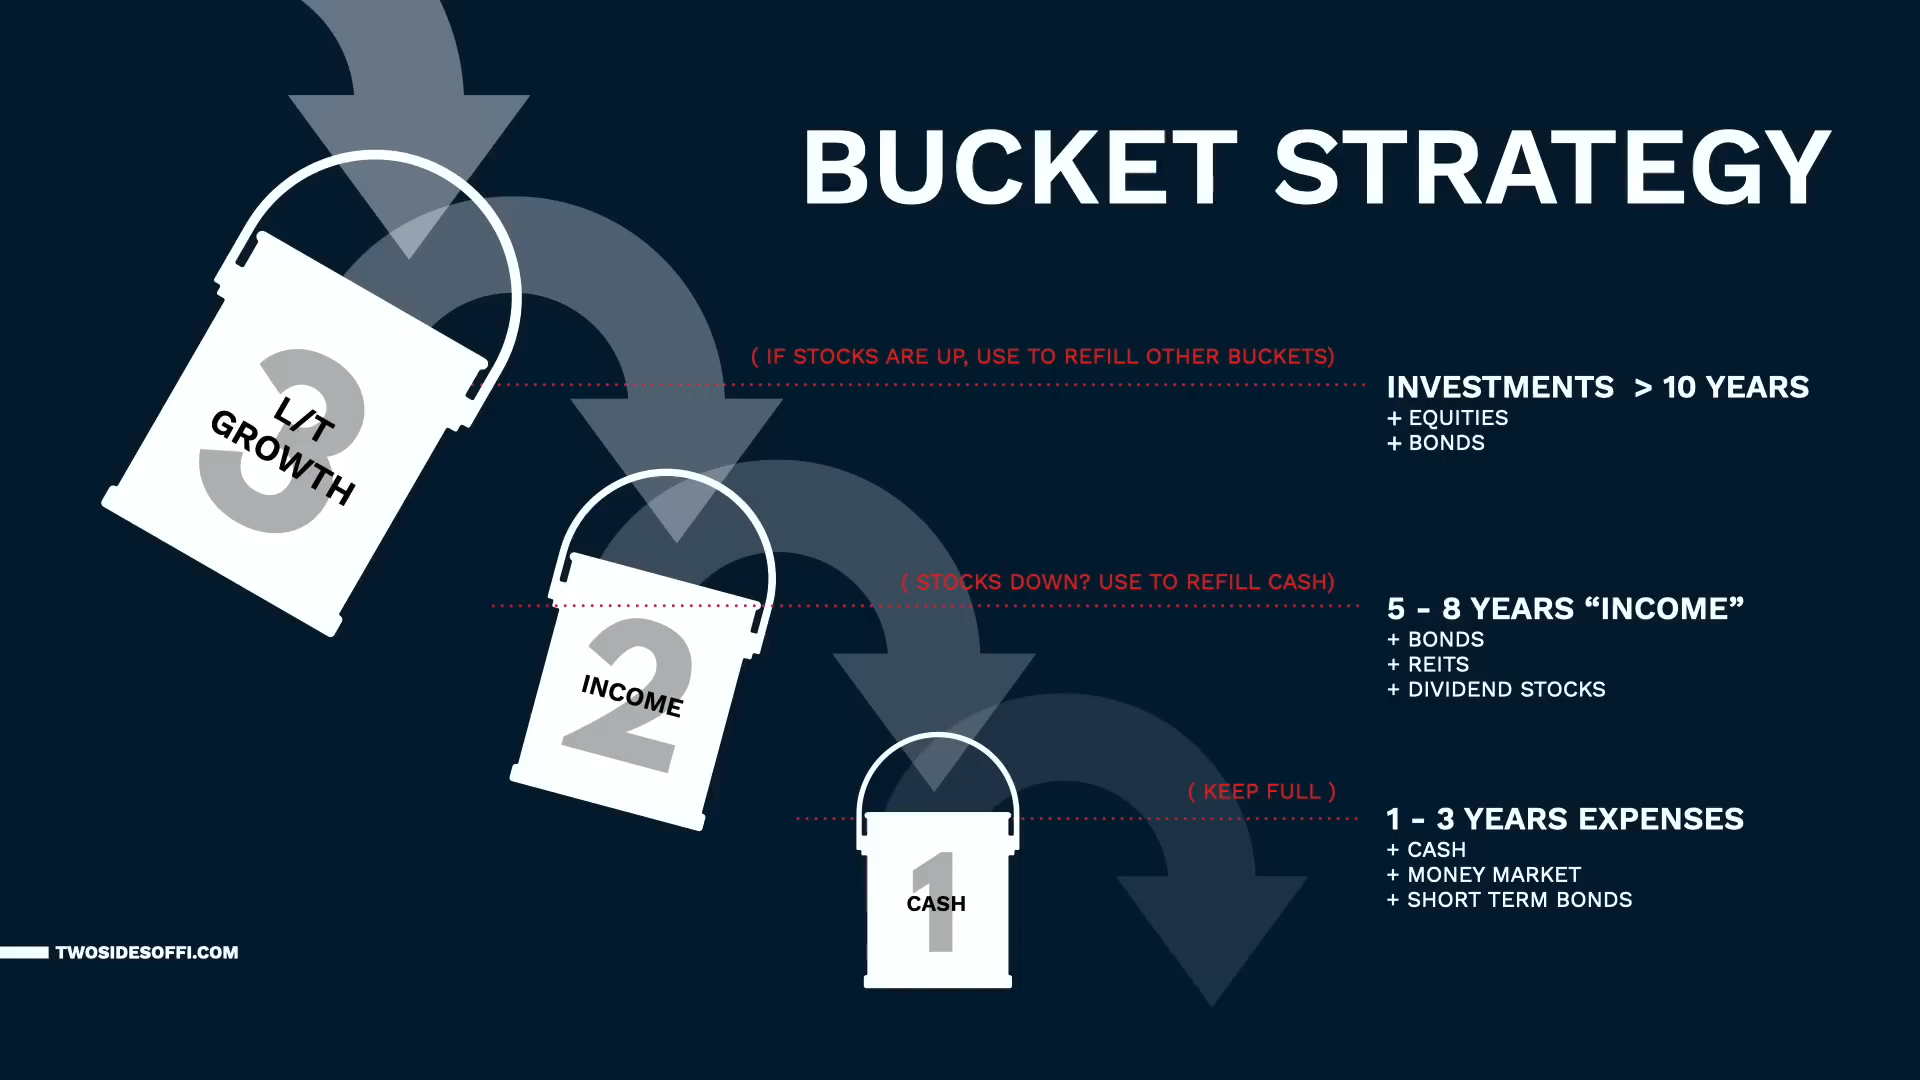 BUCKET STRATEGY
( IF STOCKS ARE UP, USE TO REFILL OTHER BUCKETS)
INVESTMENTS > 10 YEARS
+ EQUITIES
+ BONDS
3
L/T
GROWTH
( STOCKS DOWN? USE TO REFILL CASH)
5 - 8 YEARS “INCOME”
+ BONDS
+ REITS
+ DIVIDEND STOCKS
2
INCOME
( KEEP FULL )
1 - 3 YEARS EXPENSES
+ CASH
+ MONEY MARKET
+ SHORT TERM BONDS
1
CASH
TWOSIDESOFFI.COM